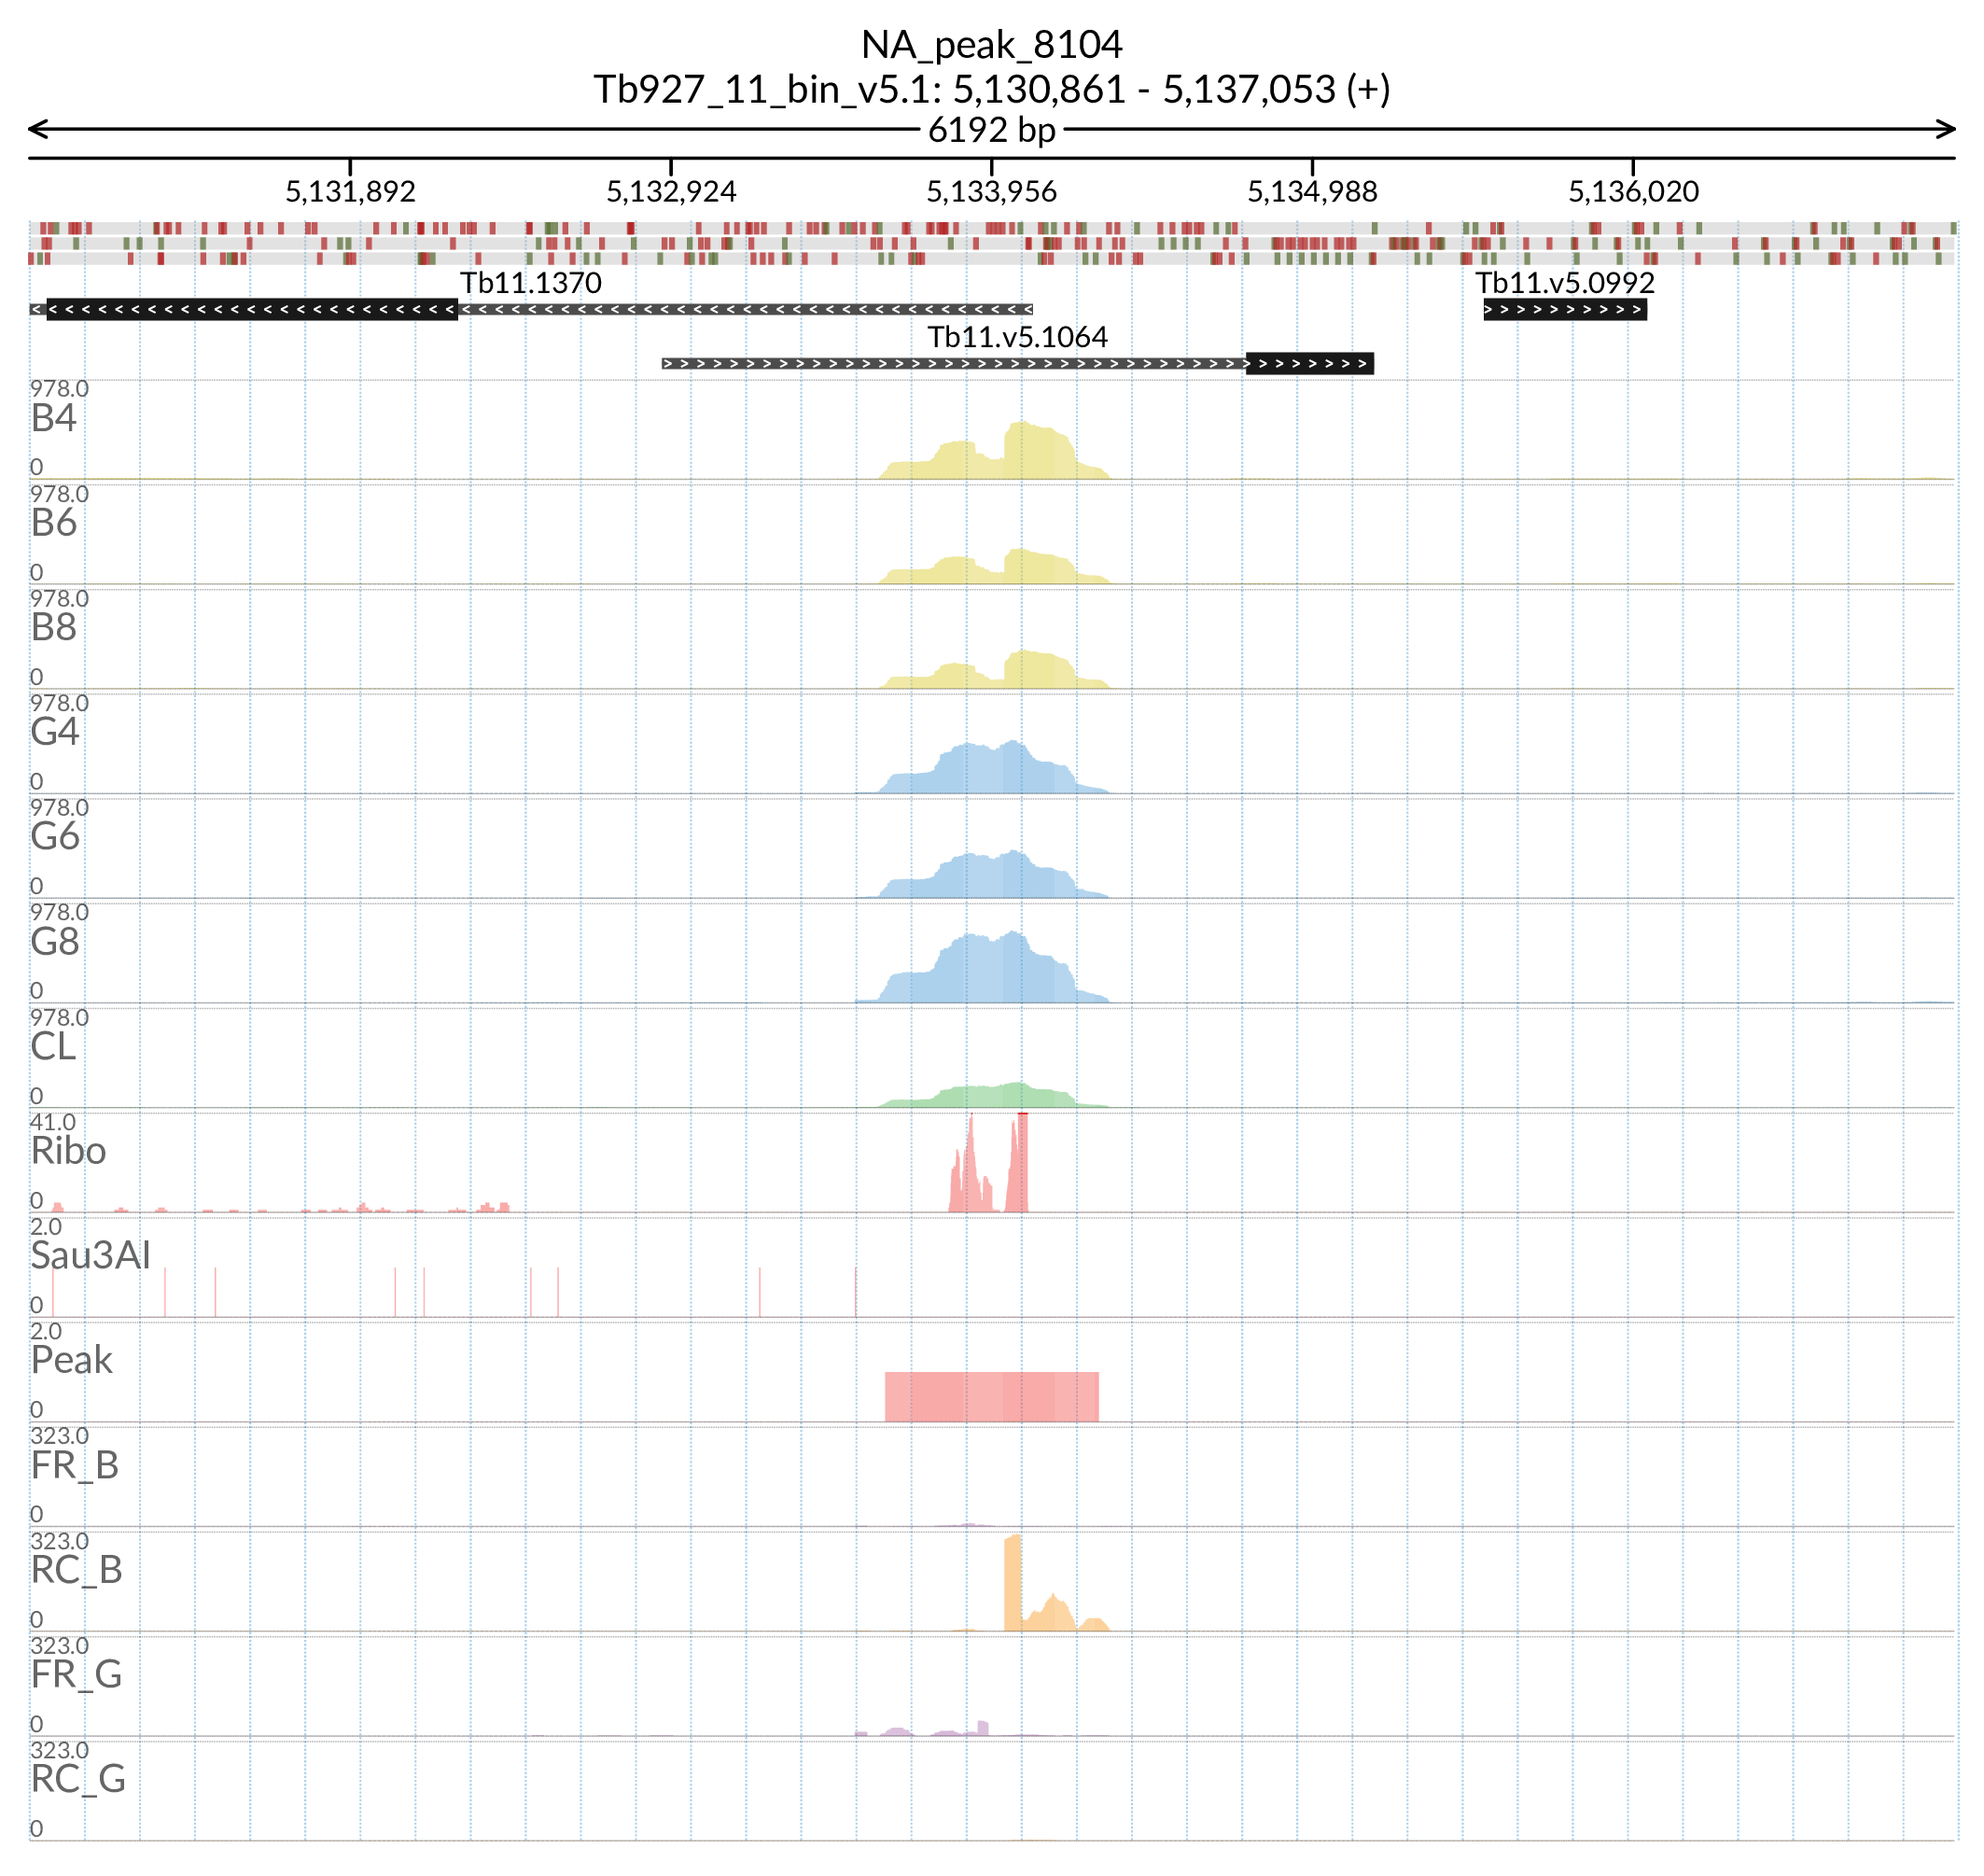 NA_peak_8104
Tb927_11_bin_v5.1: 5,130,861 - 5,137,053 (+)
6192 bp
5,131,892 5,132,924 5,133,956 5,134,988 5,136,020
Tb11.1370 Tb11.v5.0992
Tb11.v5.1064
978.0
B4
0
978.0
B6
0
978.0
B8
0
978.0
G4
0
978.0
G6
0
978.0
G8
0
978.0
CL
0
41.0
Ribo
0
2.0
Sau3AI
0
2.0
Peak
0
323.0
FR_B
0
323.0
RC_B
0
323.0
FR_G
0
323.0
RC_G
0